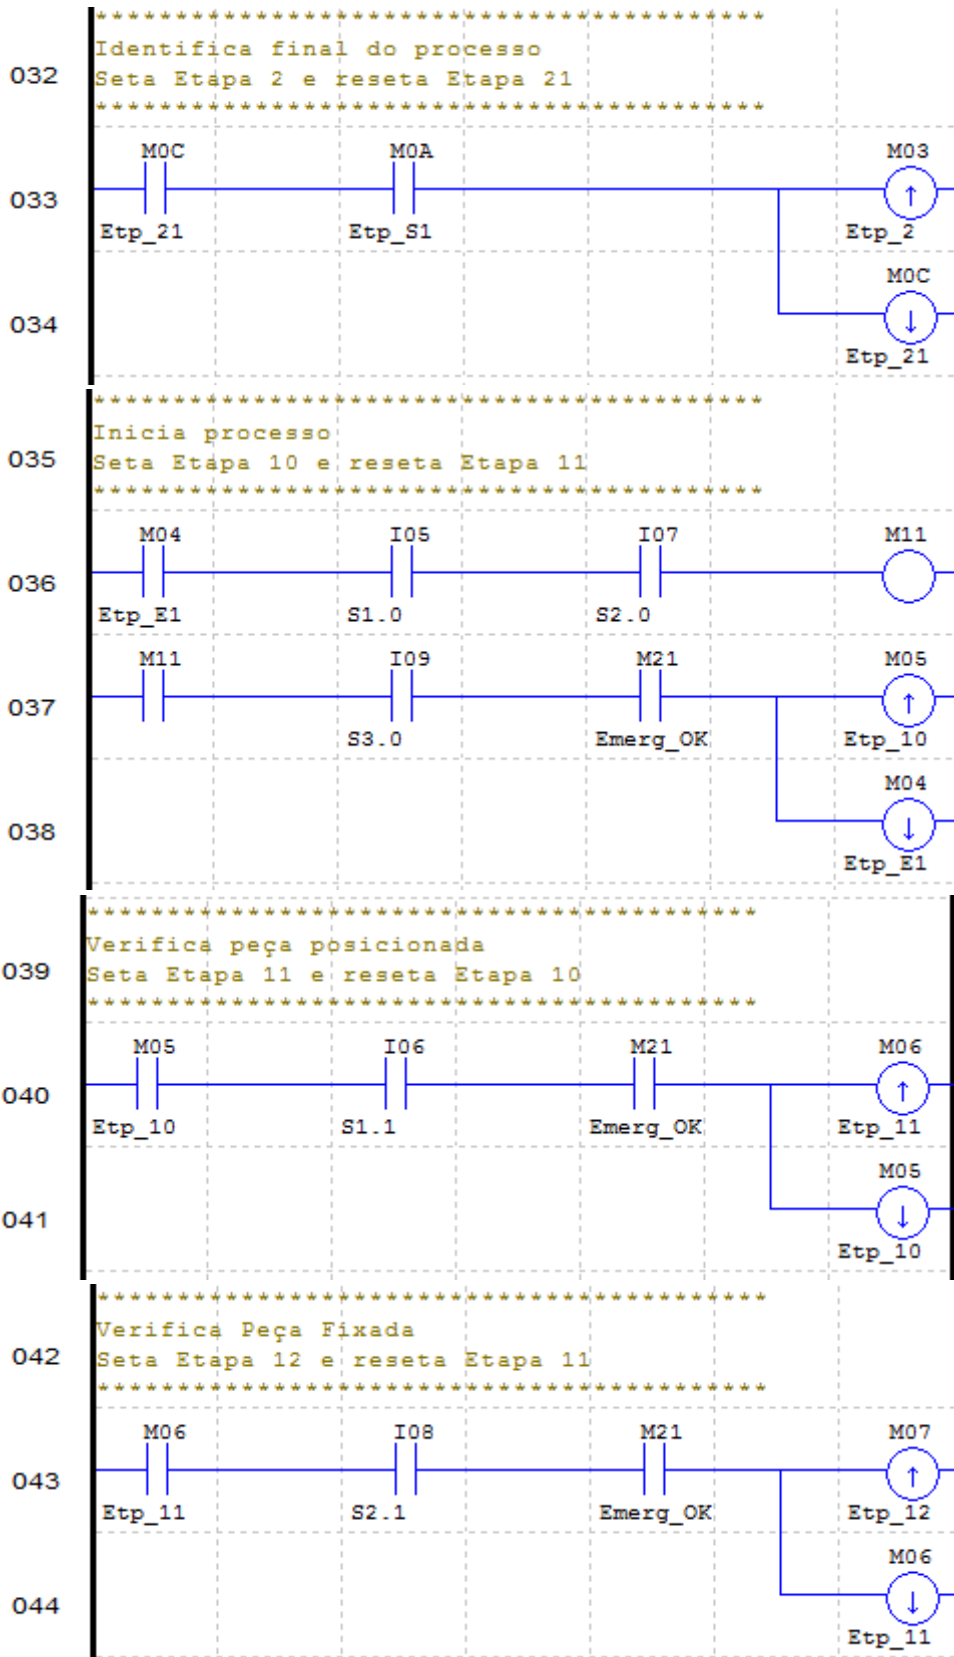 ******************************************
Identifica final do processo
032
Seta Etapa 2 e reseta Etapa 21
******************************************
M0C M0A M03
033
Etp_21 Etp_S1 Etp_2
M0C
034
Etp_21
******************************************
Inicia processo
035
Seta Etapa 10 e reseta Etapa 11
******************************************
M04 I05 I07 M11
036
Etp_E1 S1.0 S2.0
M11 I09 M21 M05
037
S3.0 Emerg_OK Etp_10
M04
038
Etp_E1
******************************************
Verifica peça posicionada
039
Seta Etapa 11 e reseta Etapa 10
******************************************
M05 I06 M21 M06
040
Etp_10 S1.1 Emerg_OK Etp_11
M05
041
Etp_10
******************************************
Verifica Peça Fixada
042
Seta Etapa 12 e reseta Etapa 11
******************************************
M06 I08 M21 M07
043
Etp_11 S2.1 Emerg_OK Etp_12
M06
044
Etp_11